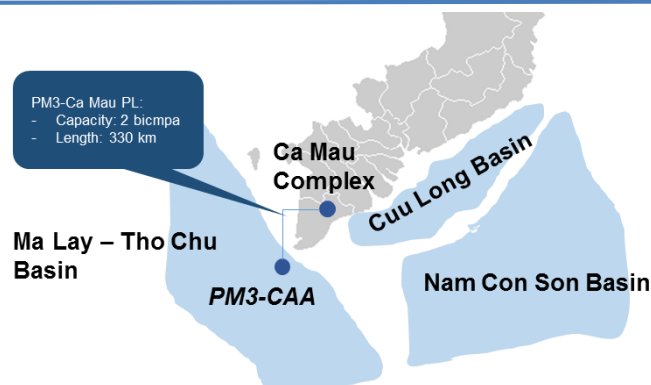 PM3-Ca Mau PL:
- Capacity: 2 bicmpa
- Length: 330 km
Ca Mau
Complex
Cuu Long Basin
Ma Lay – Tho Chu
Basin
PM3-CAA
Nam Con Son Basin